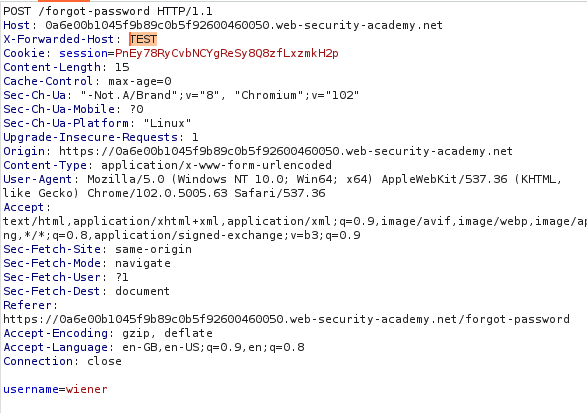 POST /forgot-password HTTP/1.1
Host: 0a6e00b1045f9b89c0b5f92600460050.web-security-academy.net
X-Forwarded-Host: TEST
Cookie: session=PnEy78RyCvbNCYgReSy8Q8zfLxzmkH2p
Content-Length: 15
Cache-Control: max-age=0
Sec-Ch-Ua: "-Not.A/Brand";v="8", "Chromium";v="102"
Sec-Ch-Ua-Mobile: ?0
Sec-Ch-Ua-Platform: "Linux"
Upgrade-Insecure-Requests: 1
Origin: https://0a6e00b1045f9b89c0b5f92600460050.web-security-academy.net
Content-Type: application/x-www-form-urlencoded
User-Agent: Mozilla/5.0 (Windows NT 10.0; Win64; x64) AppleWebKit/537.36 (KHTML,
like Gecko) Chrome/102.0.5005.63 Safari/537.36
Accept:
text/html,application/xhtml+xml,application/xml;q=0.9,image/avif,image/webp,image/ap
ng,*/*;q=0.8,application/signed-exchange;v=b3;q=0.9
Sec-Fetch-Site: same-origin
Sec-Fetch-Mode: navigate
Sec-Fetch-User: ?1
Sec-Fetch-Dest: document
Referer:
https://0a6e00b1045f9b89c0b5f92600460050.web-security-academy.net/forgot-password
Accept-Encoding: gzip, deflate
Accept-Language: en-GB,en-US;q=0.9,en;q=0.8
Connection: close
username=wiener